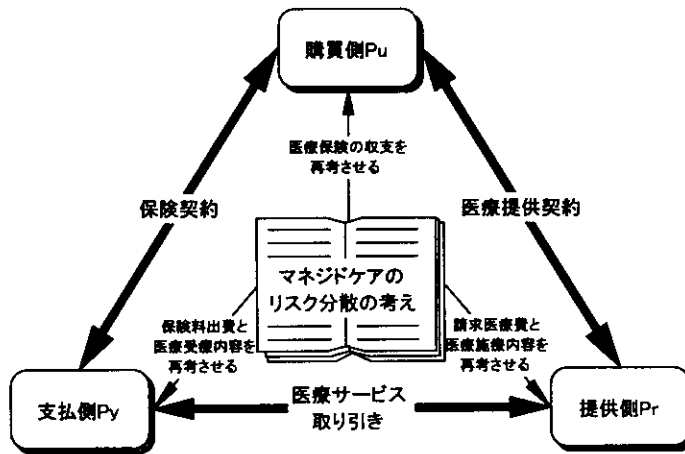 購買側Pu
医療保険の収支を
再考させる
保険契約
医療提供契約
マネジドケアの
リスク分散の考え
保険料出費と
医療受療内容を
再考させる
請求医療費と
医療施療内容を
再考させる
支払側Py
医療サービス
取り引き
提供側Pr